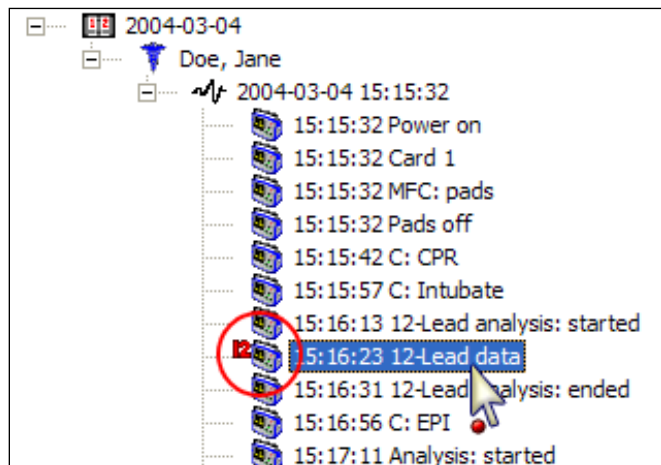 2004-03-04
Doe, Jane
2004-03-04 15:15:32
15:15:32 Power on
15:15:32 Card 1
15:15:32 MFC: pads
15:15:32 Pads off
15:15:42 C: CPR
15:15:57 C: Intubate
15:16:13 12-Lead analysis: started
12 15:16:23 12-Lead data
15:16:31 12-Lead analysis: ended
15:16:56 C: EPI
15:17:11 Analysis: started